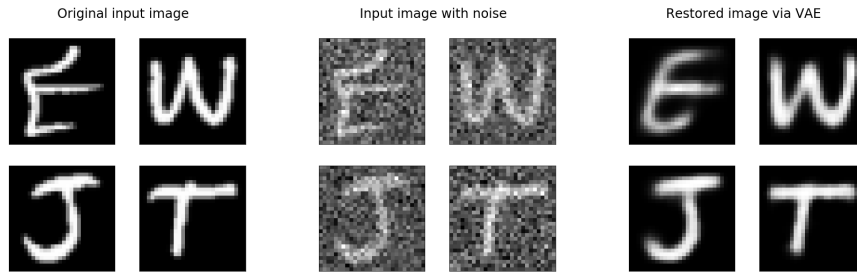 Original input image Input image with noise Restored image via VAE
E W E W E W
J T J T J T